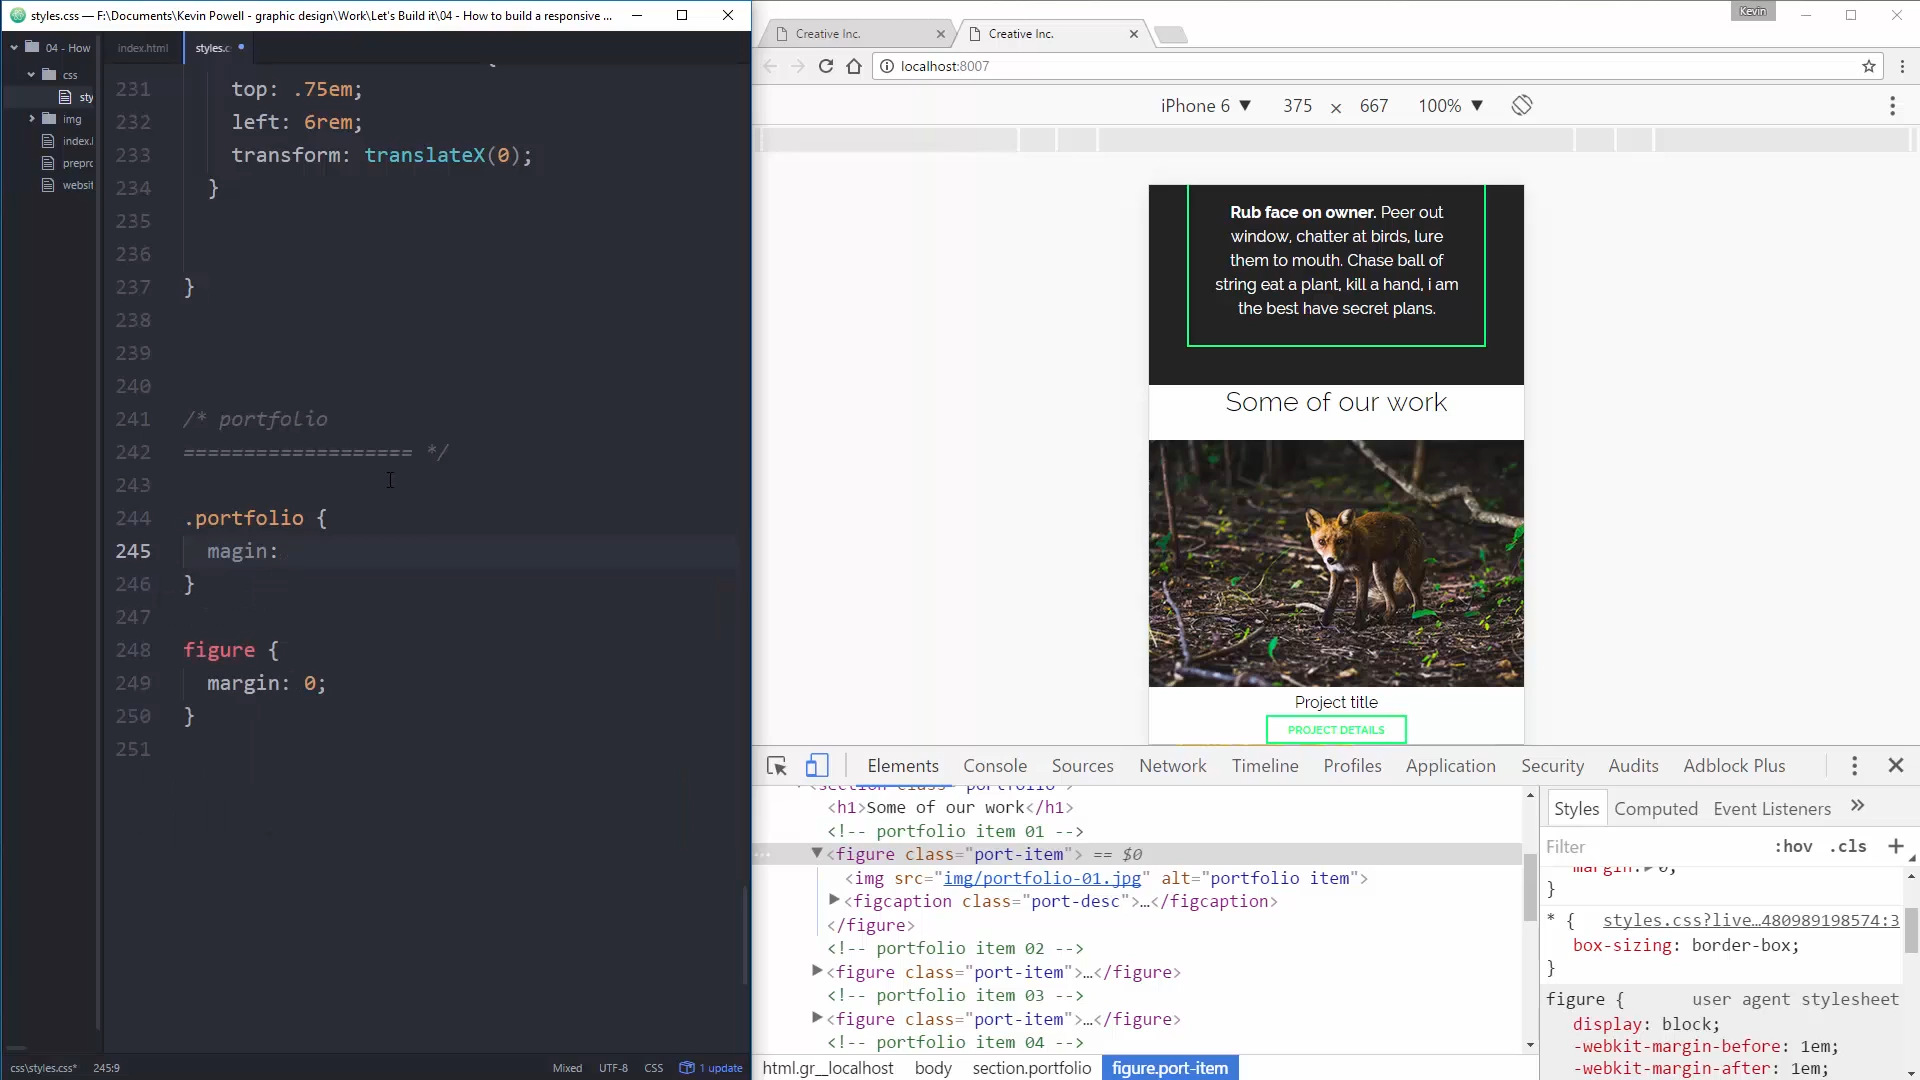 styles.css — F:\Documents\Kevin Powell - graphic design\Work\Let's Build it\04 - How to build a responsive ...
04 - How
css
sty
img
index.l
prepro
websit
index.html
styles.c
{
231 top: .75em;
232 left: 6rem;
233 transform: translateX(0);
234 }
235
236
237 }
238
239
240
241 /* portfolio
242 =================== */
243
244 .portfolio {
245 magin:
246 }
247
248 figure {
249 margin: 0;
250 }
251
css\styles.css* 245:9 Mixed UTF-8 CSS 1 update
Kevin
Creative Inc.
Creative Inc.
localhost:8007
iPhone 6 ▼ 375 × 667 100% ▼
Rub face on owner. Peer out
window, chatter at birds, lure
them to mouth. Chase ball of
string eat a plant, kill a hand, i am
the best have secret plans.
Some of our work
Project title
PROJECT DETAILS
Elements Console Sources Network Timeline Profiles Application Security Audits Adblock Plus
<section class="portfolio">
<h1>Some of our work</h1>
<!-- portfolio item 01 -->
▼<figure class="port-item"> == $0
<img src="img/portfolio-01.jpg" alt="portfolio item">
▶<figcaption class="port-desc">…</figcaption>
</figure>
<!-- portfolio item 02 -->
▶<figure class="port-item">…</figure>
<!-- portfolio item 03 -->
▶<figure class="port-item">…</figure>
<!-- portfolio item 04 -->
html.gr__localhost body section.portfolio figure.port-item
Styles Computed Event Listeners »
Filter :hov .cls +
margin:▶0;
}
* { styles.css?live…480989198574:3
box-sizing: border-box;
}
figure { user agent stylesheet
display: block;
-webkit-margin-before: 1em;
-webkit-margin-after: 1em;